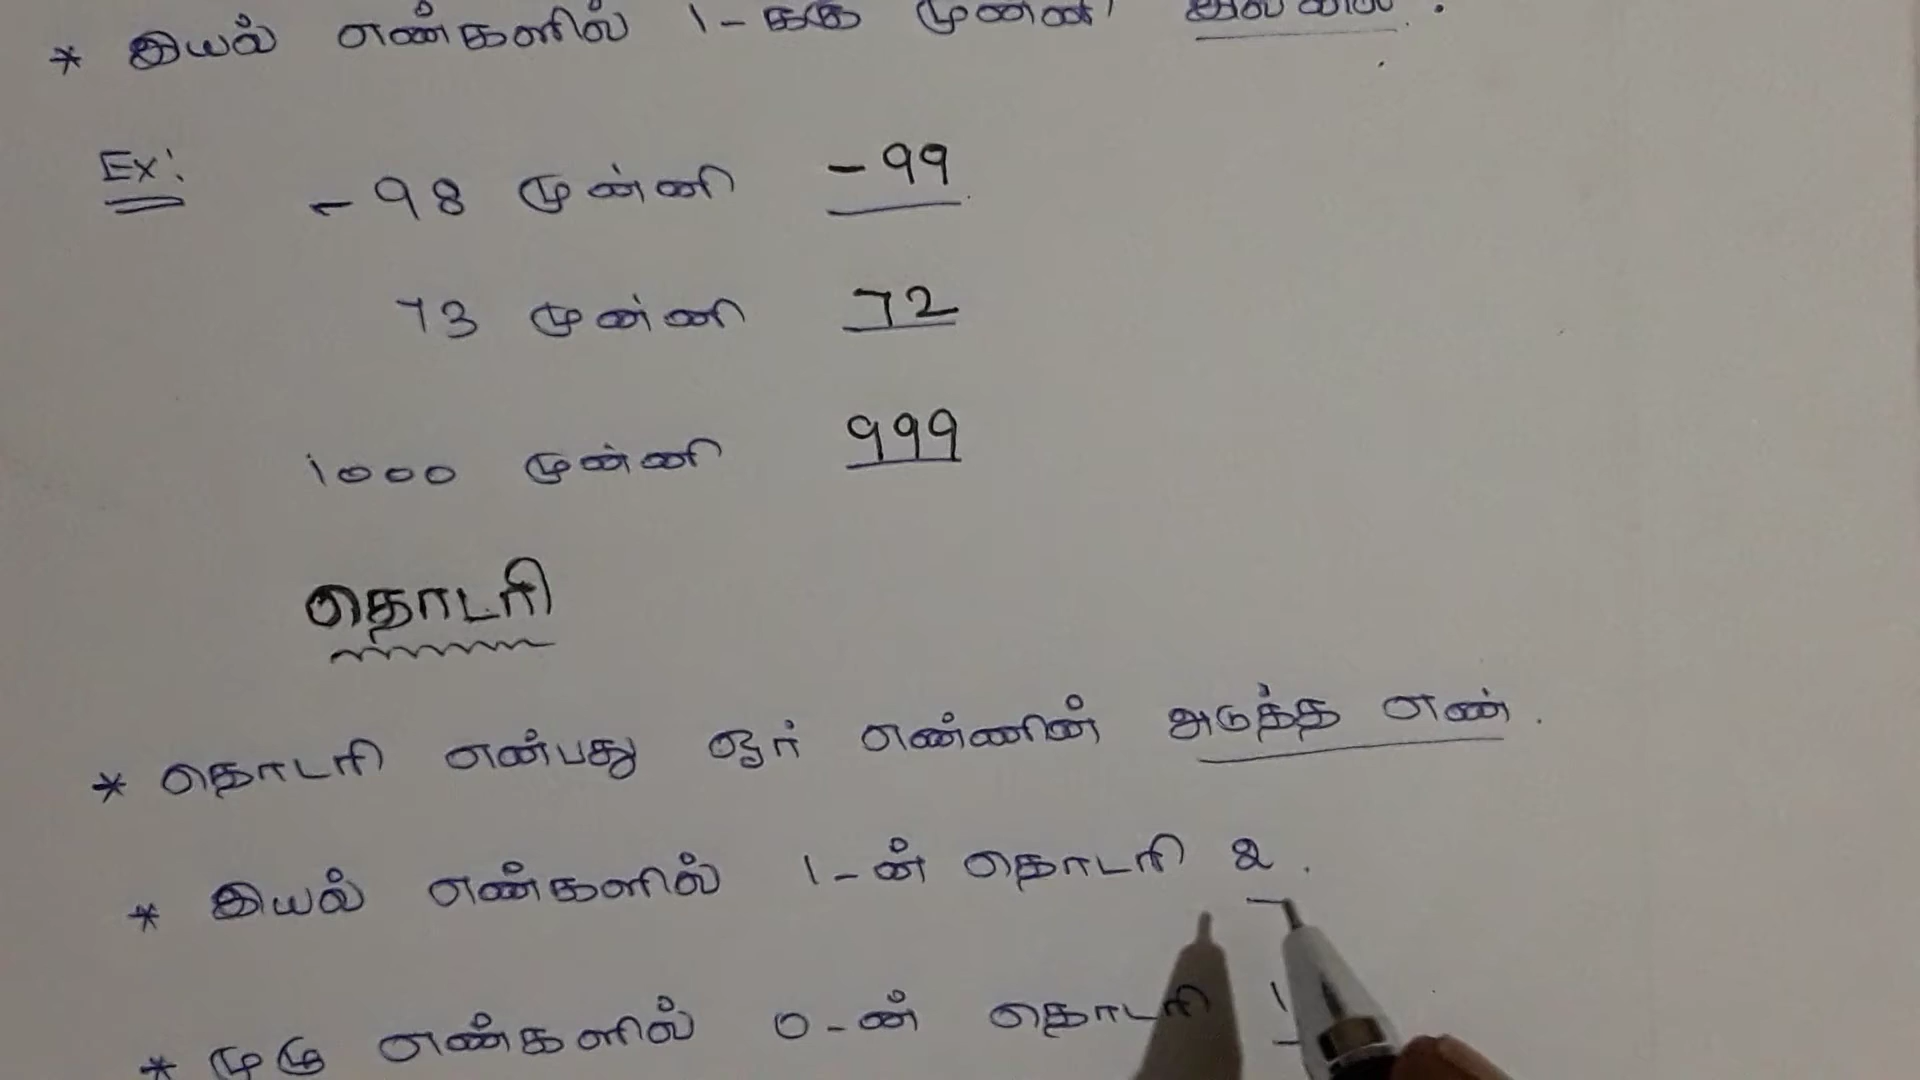 * இயல் எண்களில் 1-க்கு முன்னி இல்லை.
Ex: -98 முன்னி -99
73 முன்னி 72
1000 முன்னி 999
தொடரி
* தொடரி என்பது ஓர் எண்ணின் அடுத்த எண்.
* இயல் எண்களில் 1-ன் தொடரி 2.
* முழு எண்களில் 0-ன் தொடரி 1